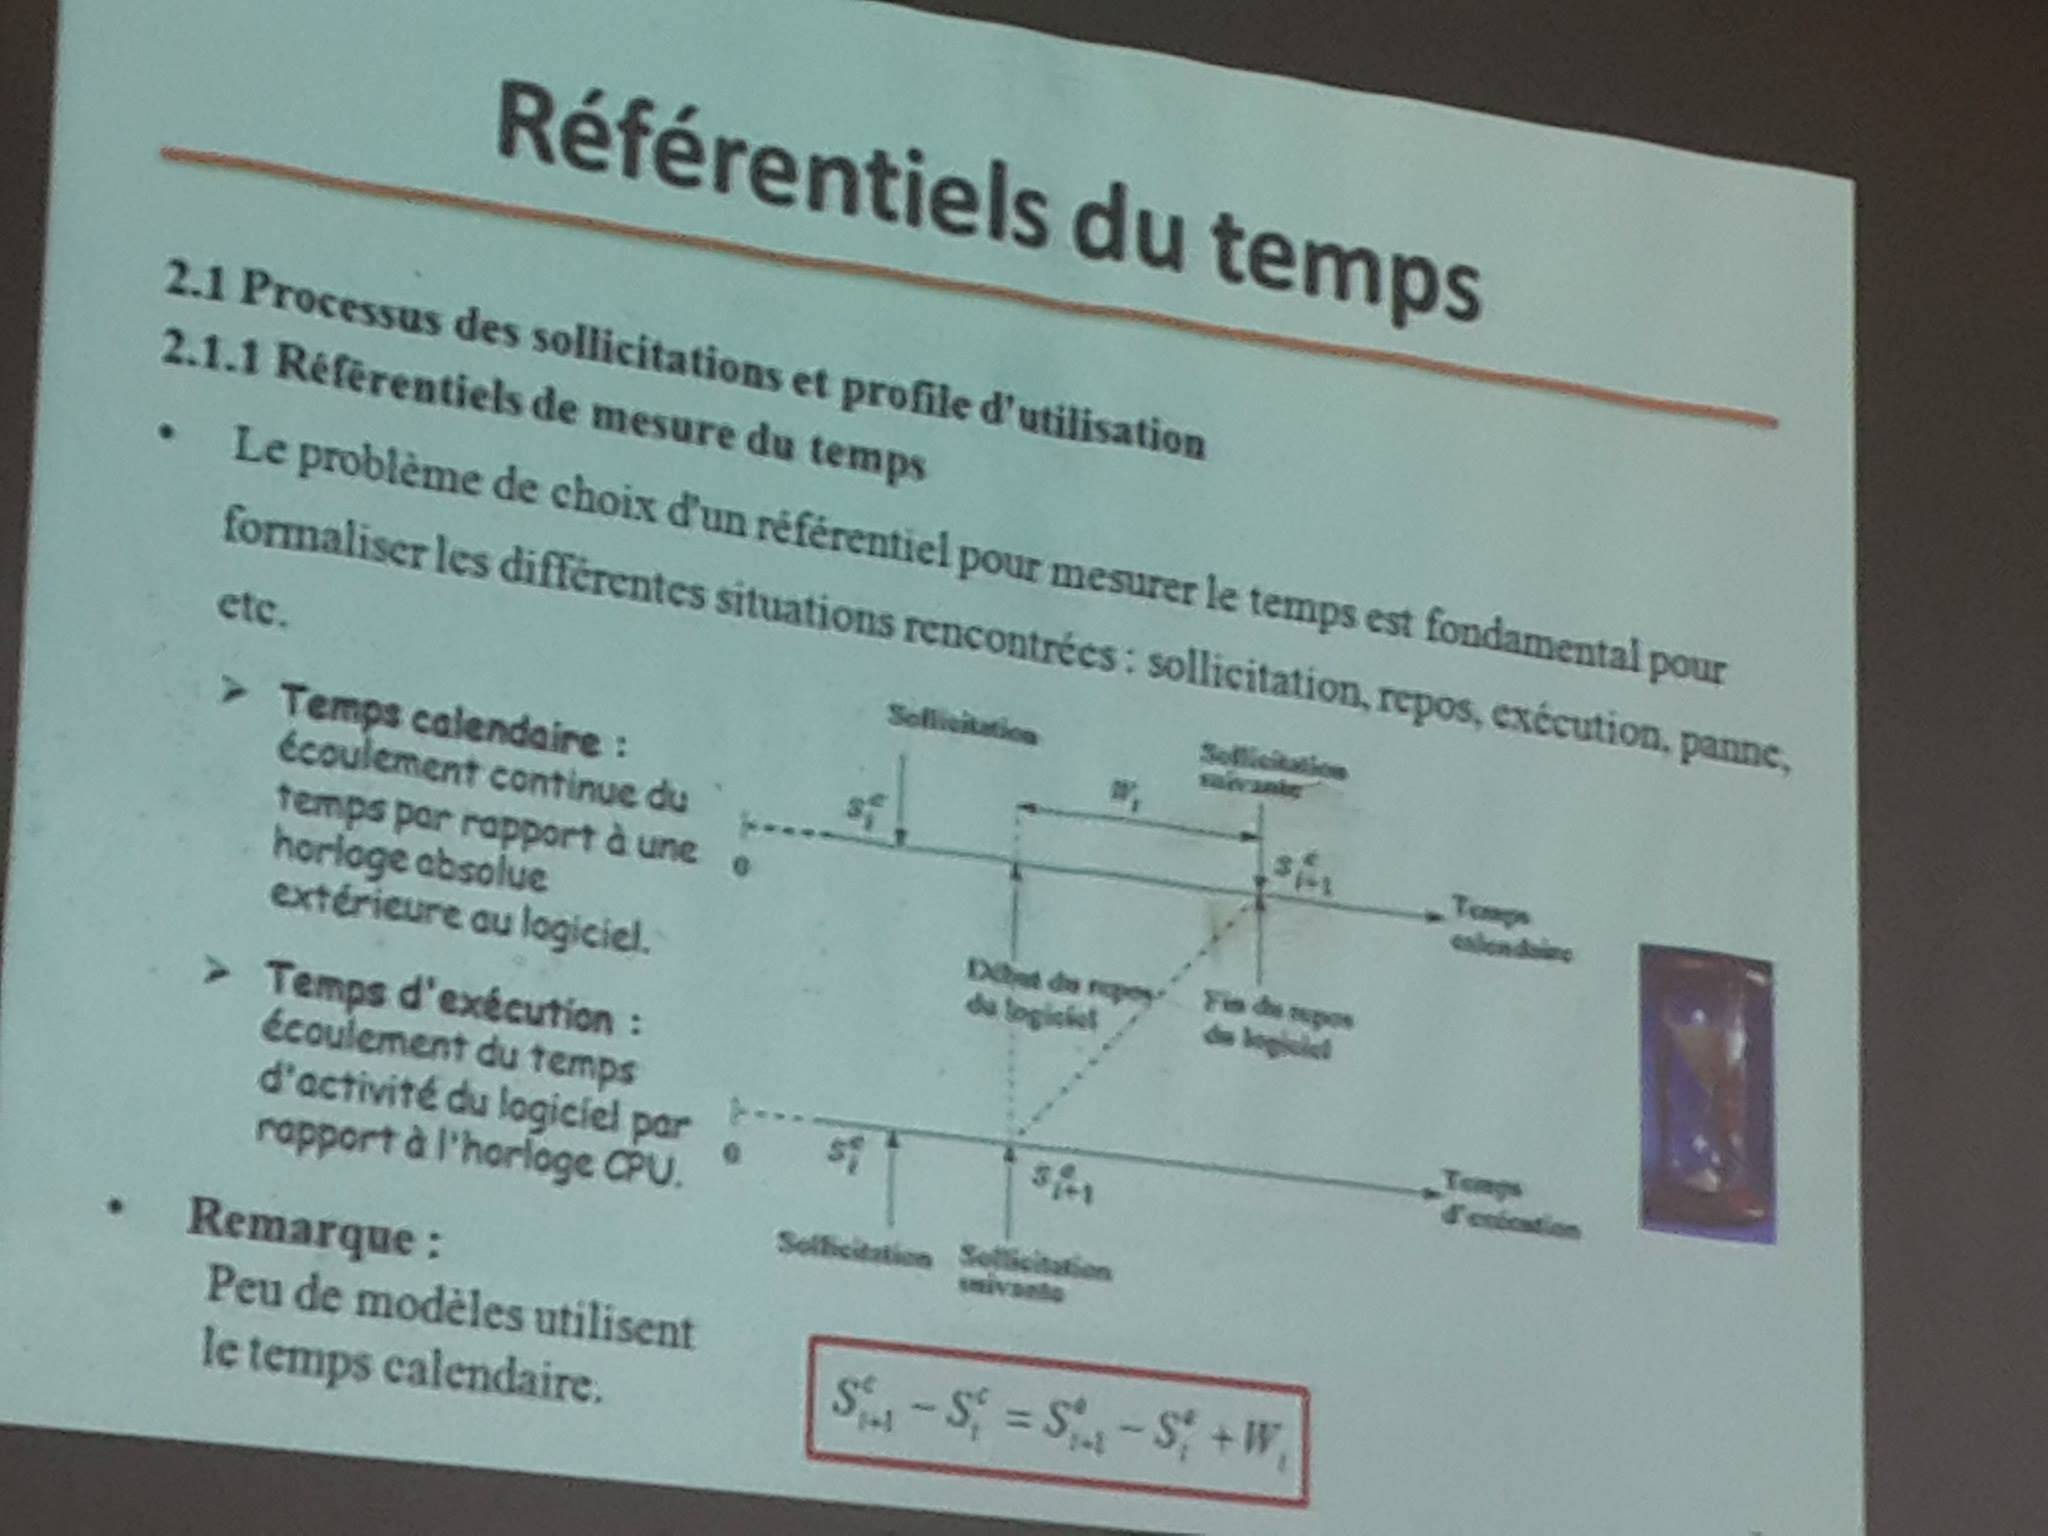 Référentiels du temps
2.1 Processus des sollicitations et profile d'utilisation
2.1.1 Référentiels de mesure du temps
• Le problème de choix d'un référentiel pour mesurer le temps est fondamental pour
formaliser les différentes situations rencontrées : sollicitation, repos, exécution, panne,
etc.
➢ Temps calendaire :
écoulement continue du
temps par rapport à une
horloge absolue
extérieure au logiciel.
➢ Temps d'exécution :
écoulement du temps
d'activité du logiciel par
rapport à l'horloge CPU.
• Remarque :
Peu de modèles utilisent
le temps calendaire.
Sollicitation
Sollicitation
suivante
W_i
S_i^c
S_{i+1}^c
0
Temps
calendaire
Début du repos
du logiciel
Fin du repos
du logiciel
0
S_i^e
S_{i+1}^e
Temps
d'exécution
Sollicitation
Sollicitation
suivante
S_{i+1}^c - S_i^c = S_{i+1}^e - S_i^e + W_i